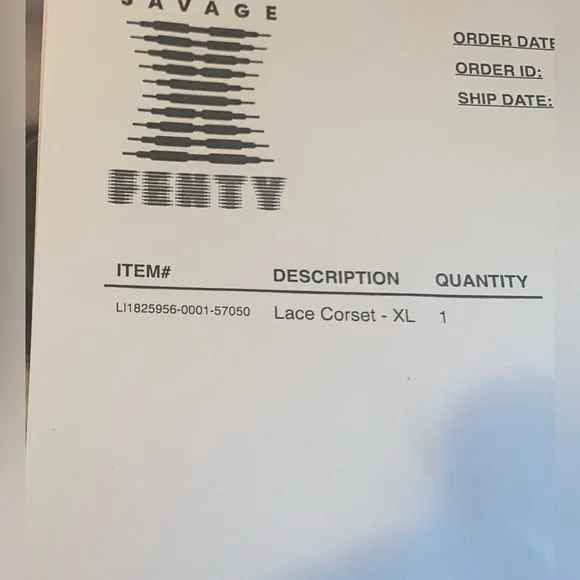 SAVAGE
FENTY
ORDER DATE
ORDER ID:
SHIP DATE:
ITEM# DESCRIPTION QUANTITY
LI1825956-0001-57050 Lace Corset - XL 1